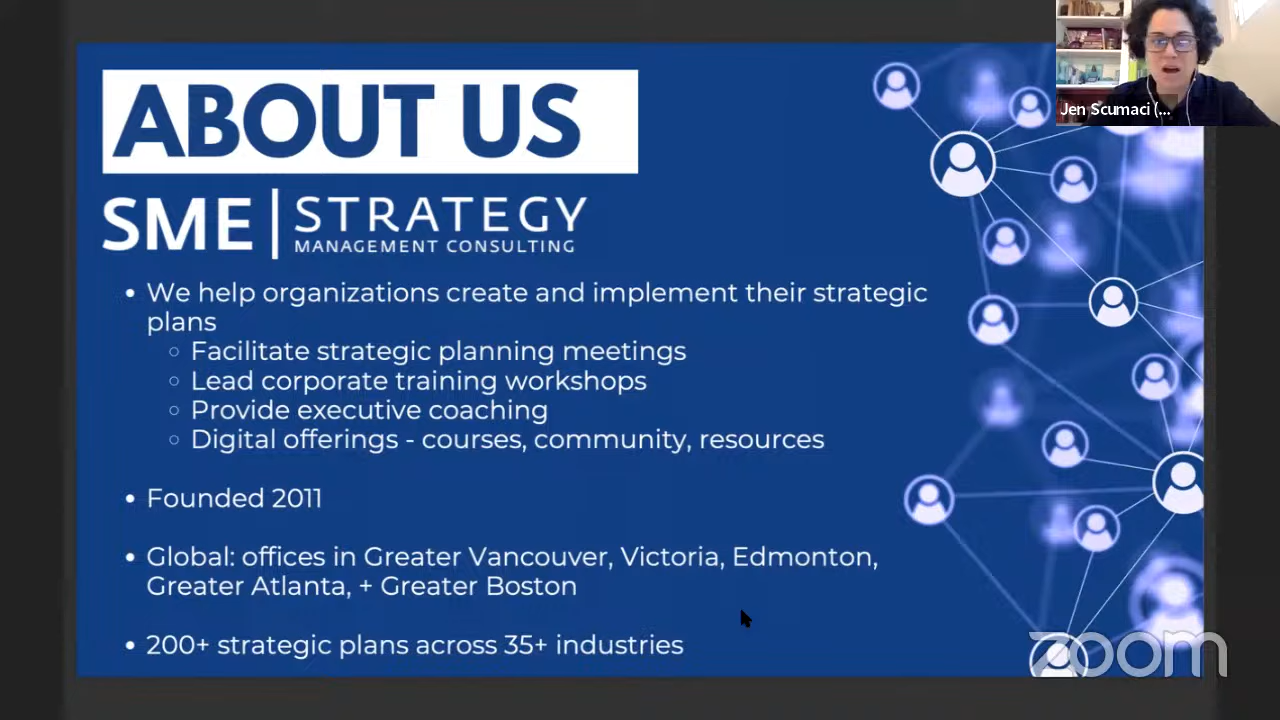 ABOUT US
SME | STRATEGY
MANAGEMENT CONSULTING
• We help organizations create and implement their strategic
plans
○ Facilitate strategic planning meetings
○ Lead corporate training workshops
○ Provide executive coaching
○ Digital offerings - courses, community, resources
• Founded 2011
• Global: offices in Greater Vancouver, Victoria, Edmonton,
Greater Atlanta, + Greater Boston
• 200+ strategic plans across 35+ industries
Jen Scumaci (...
zoom